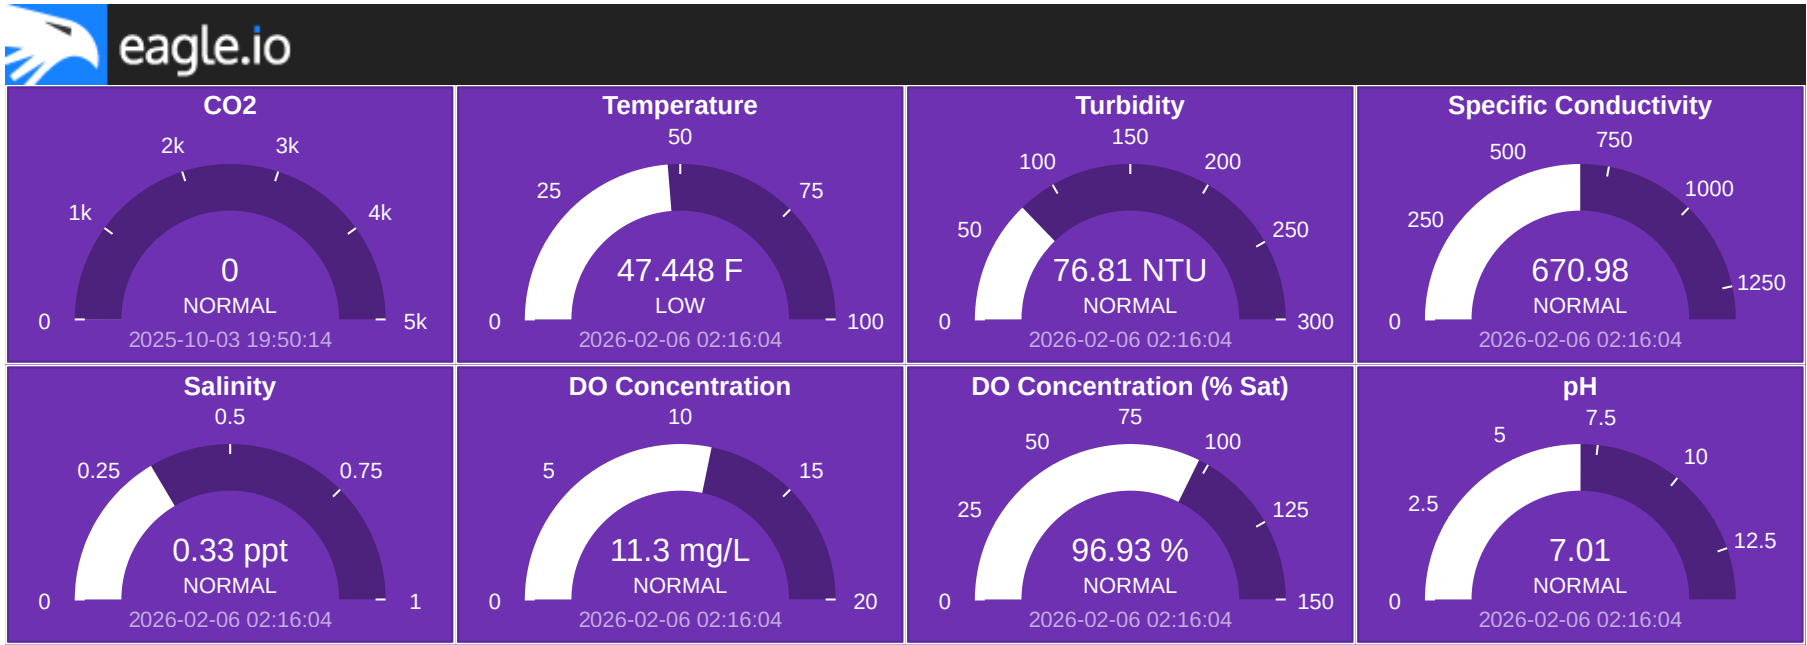 eagle.io
CO2
0
1k
2k
3k
4k
5k
0
NORMAL
2025-10-03 19:50:14
Temperature
0
25
50
75
100
47.448 F
LOW
2026-02-06 02:16:04
Turbidity
0
50
100
150
200
250
300
76.81 NTU
NORMAL
2026-02-06 02:16:04
Specific Conductivity
0
250
500
750
1000
1250
670.98
NORMAL
2026-02-06 02:16:04
Salinity
0
0.25
0.5
0.75
1
0.33 ppt
NORMAL
2026-02-06 02:16:04
DO Concentration
0
5
10
15
20
11.3 mg/L
NORMAL
2026-02-06 02:16:04
DO Concentration (% Sat)
0
25
50
75
100
125
150
96.93 %
NORMAL
2026-02-06 02:16:04
pH
0
2.5
5
7.5
10
12.5
7.01
NORMAL
2026-02-06 02:16:04